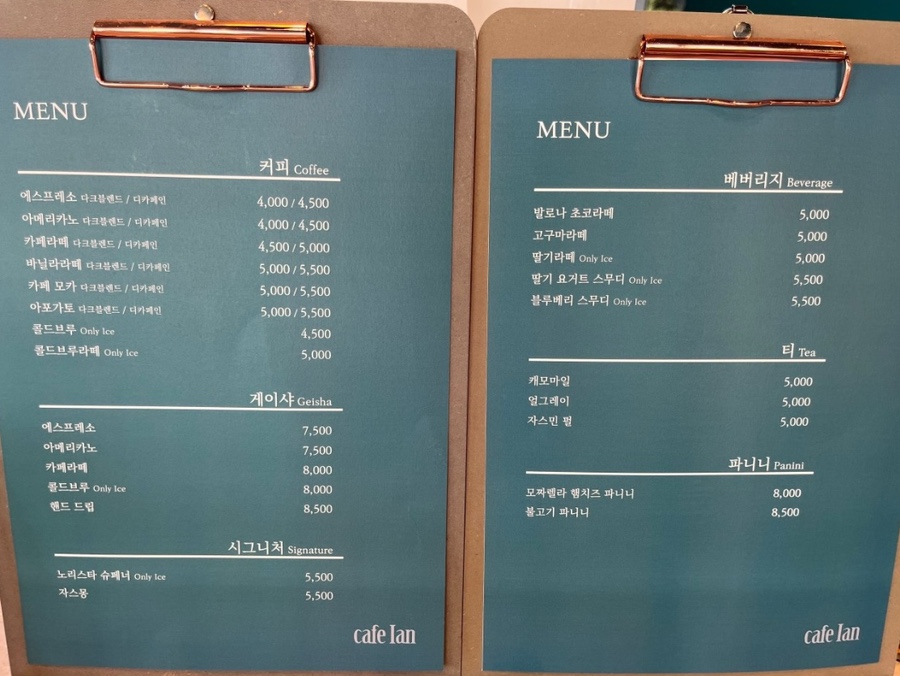 MENU
커피 Coffee
에스프레소 다크블랜드 / 디카페인 4,000 / 4,500
아메리카노 다크블랜드 / 디카페인 4,000 / 4,500
카페라떼 다크블랜드 / 디카페인 4,500 / 5,000
바닐라라떼 다크블랜드 / 디카페인 5,000 / 5,500
카페 모카 다크블랜드 / 디카페인 5,000 / 5,500
아포가토 다크블랜드 / 디카페인 5,000 / 5,500
콜드브루 Only Ice 4,500
콜드브루라떼 Only Ice 5,000
게이샤 Geisha
에스프레소 7,500
아메리카노 7,500
카페라떼 8,000
콜드브루 Only Ice 8,000
핸드 드립 8,500
시그니처 Signature
노리스타 슈페너 Only Ice 5,500
자스몽 5,500
cafe Ian
MENU
베버리지 Beverage
발로나 초코라떼 5,000
고구마라떼 5,000
딸기라떼 Only Ice 5,000
딸기 요거트 스무디 Only Ice 5,500
블루베리 스무디 Only Ice 5,500
티 Tea
캐모마일 5,000
얼그레이 5,000
자스민 펄 5,000
파니니 Panini
모짜렐라 햄치즈 파니니 8,000
불고기 파니니 8,500
cafe Ian